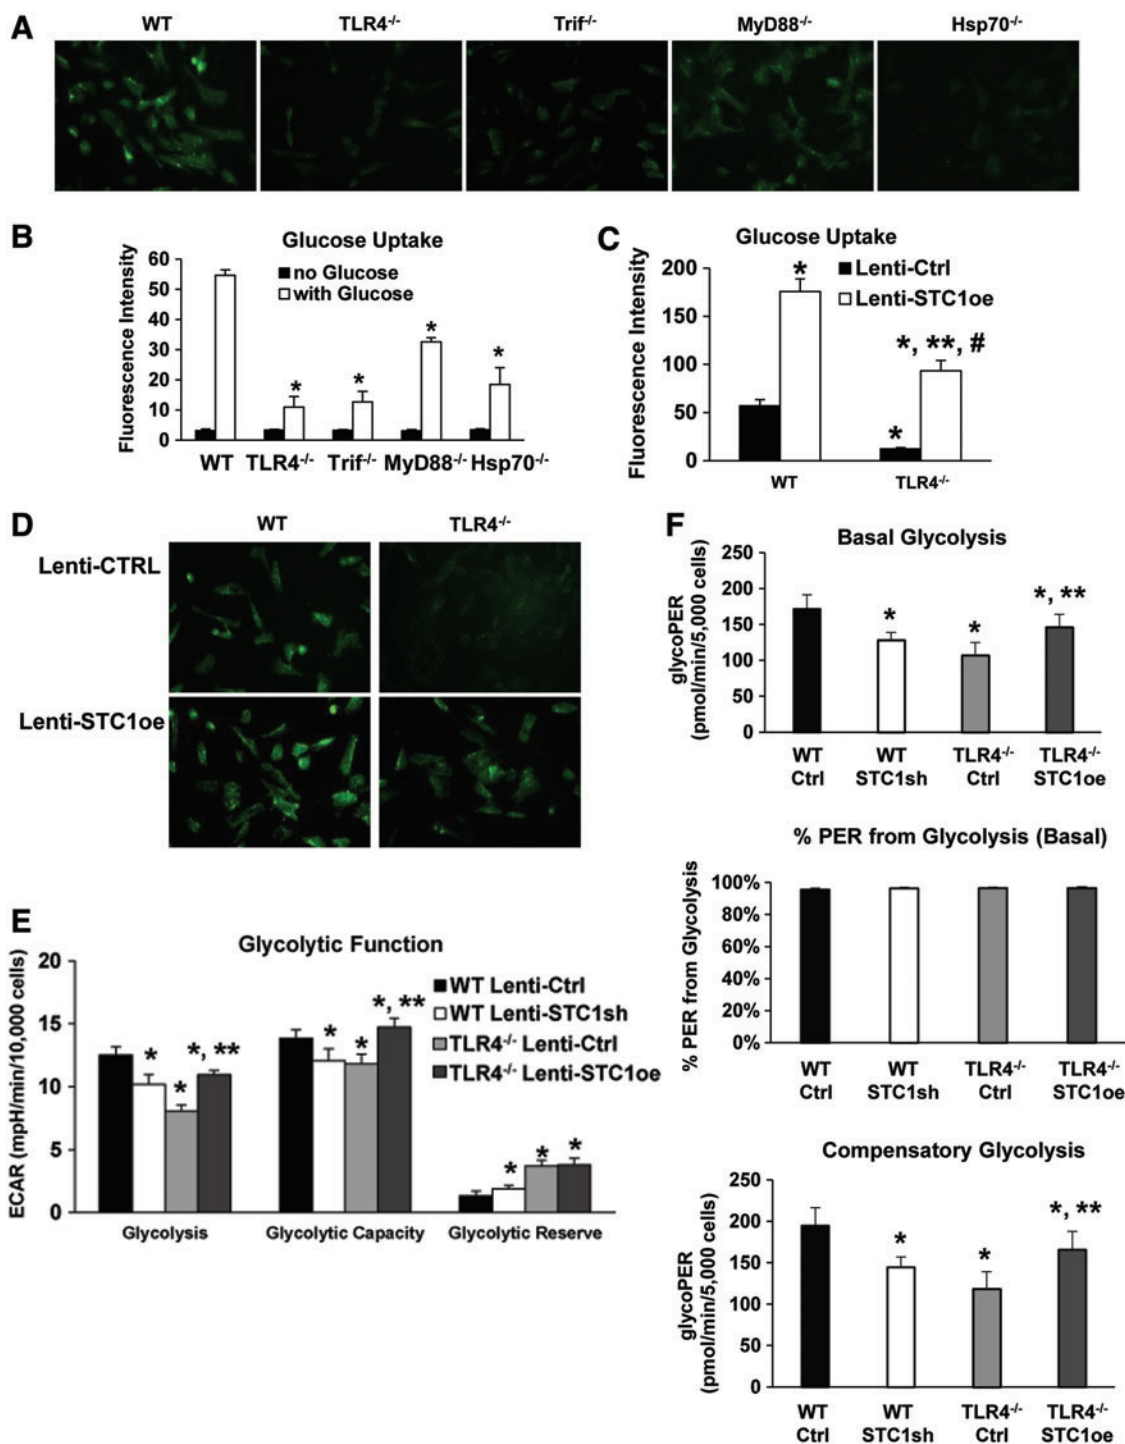 A
WT TLR4-/- Trif-/- MyD88-/- Hsp70-/-
B
Glucose Uptake
Fluorescence Intensity
60
50
40
30
20
10
0
no Glucose
with Glucose
*
*
*
*
WT TLR4-/- Trif-/- MyD88-/- Hsp70-/-
C
Glucose Uptake
Fluorescence Intensity
200
150
100
50
0
Lenti-Ctrl
Lenti-STC1oe
*
*
*, **, #
WT TLR4-/-
D
WT TLR4-/-
Lenti-CTRL
Lenti-STC1oe
E
Glycolytic Function
ECAR (mpH/min/10,000 cells)
20
15
10
5
0
WT Lenti-Ctrl
WT Lenti-STC1sh
TLR4-/- Lenti-Ctrl
TLR4-/- Lenti-STC1oe
*
*
*, **
*
*
*, **
*
*
*
Glycolysis Glycolytic Capacity Glycolytic Reserve
F
Basal Glycolysis
glycoPER
(pmol/min/5,000 cells)
250
200
150
100
50
0
*
*
*, **
WT WT TLR4-/- TLR4-/-
Ctrl STC1sh Ctrl STC1oe
% PER from Glycolysis (Basal)
% PER from Glycolysis
100%
80%
60%
40%
20%
0%
WT WT TLR4-/- TLR4-/-
Ctrl STC1sh Ctrl STC1oe
Compensatory Glycolysis
glycoPER
(pmol/min/5,000 cells)
250
200
150
100
50
0
*
*
*, **
WT WT TLR4-/- TLR4-/-
Ctrl STC1sh Ctrl STC1oe